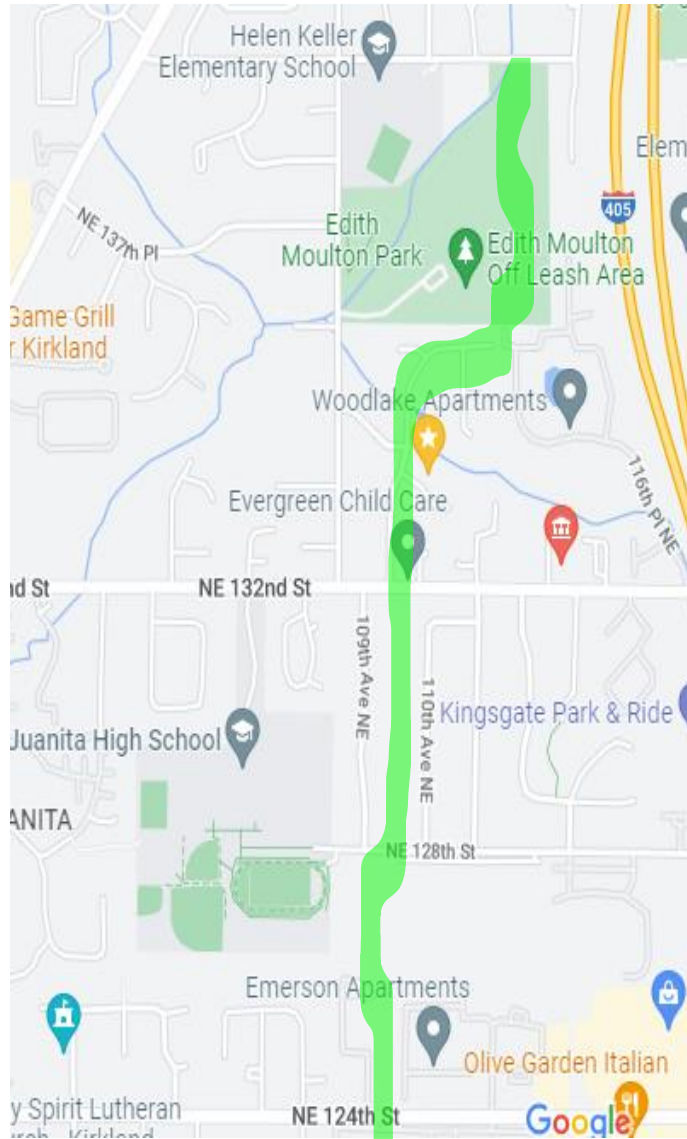 Helen Keller
Elementary School
Elem
405
NE 137th Pl
Edith
Moulton Park
Edith Moulton
Off Leash Area
Game Grill
r Kirkland
Woodlake Apartments
116th Pl NE
Evergreen Child Care
nd St
NE 132nd St
109th Ave NE
110th Ave NE
Kingsgate Park & Ride
Juanita High School
ANITA
NE 128th St
Emerson Apartments
Olive Garden Italian
y Spirit Lutheran
urch - Kirkland
NE 124th St
Google